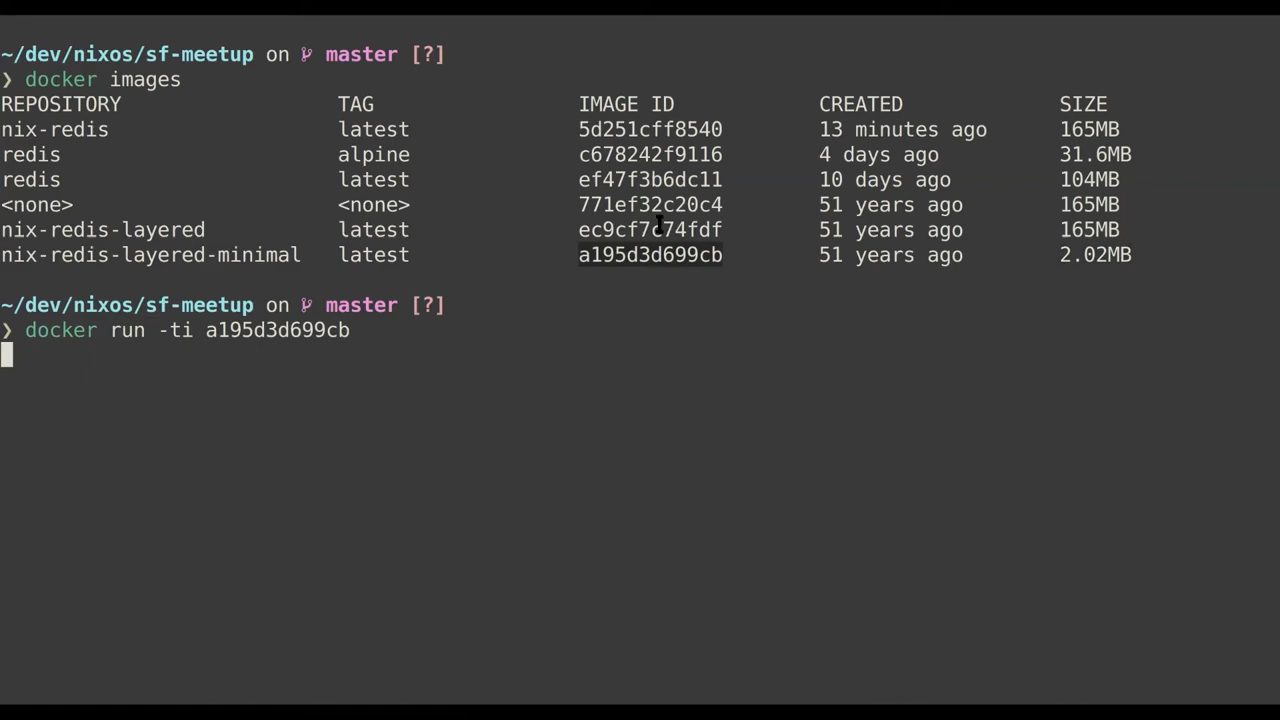 ~/dev/nixos/sf-meetup on master [?]
❯ docker images
REPOSITORY TAG IMAGE ID CREATED SIZE
nix-redis latest 5d251cff8540 13 minutes ago 165MB
redis alpine c678242f9116 4 days ago 31.6MB
redis latest ef47f3b6dc11 10 days ago 104MB
<none> <none> 771ef32c20c4 51 years ago 165MB
nix-redis-layered latest ec9cf7c74fdf 51 years ago 165MB
nix-redis-layered-minimal latest a195d3d699cb 51 years ago 2.02MB
~/dev/nixos/sf-meetup on master [?]
❯ docker run -ti a195d3d699cb